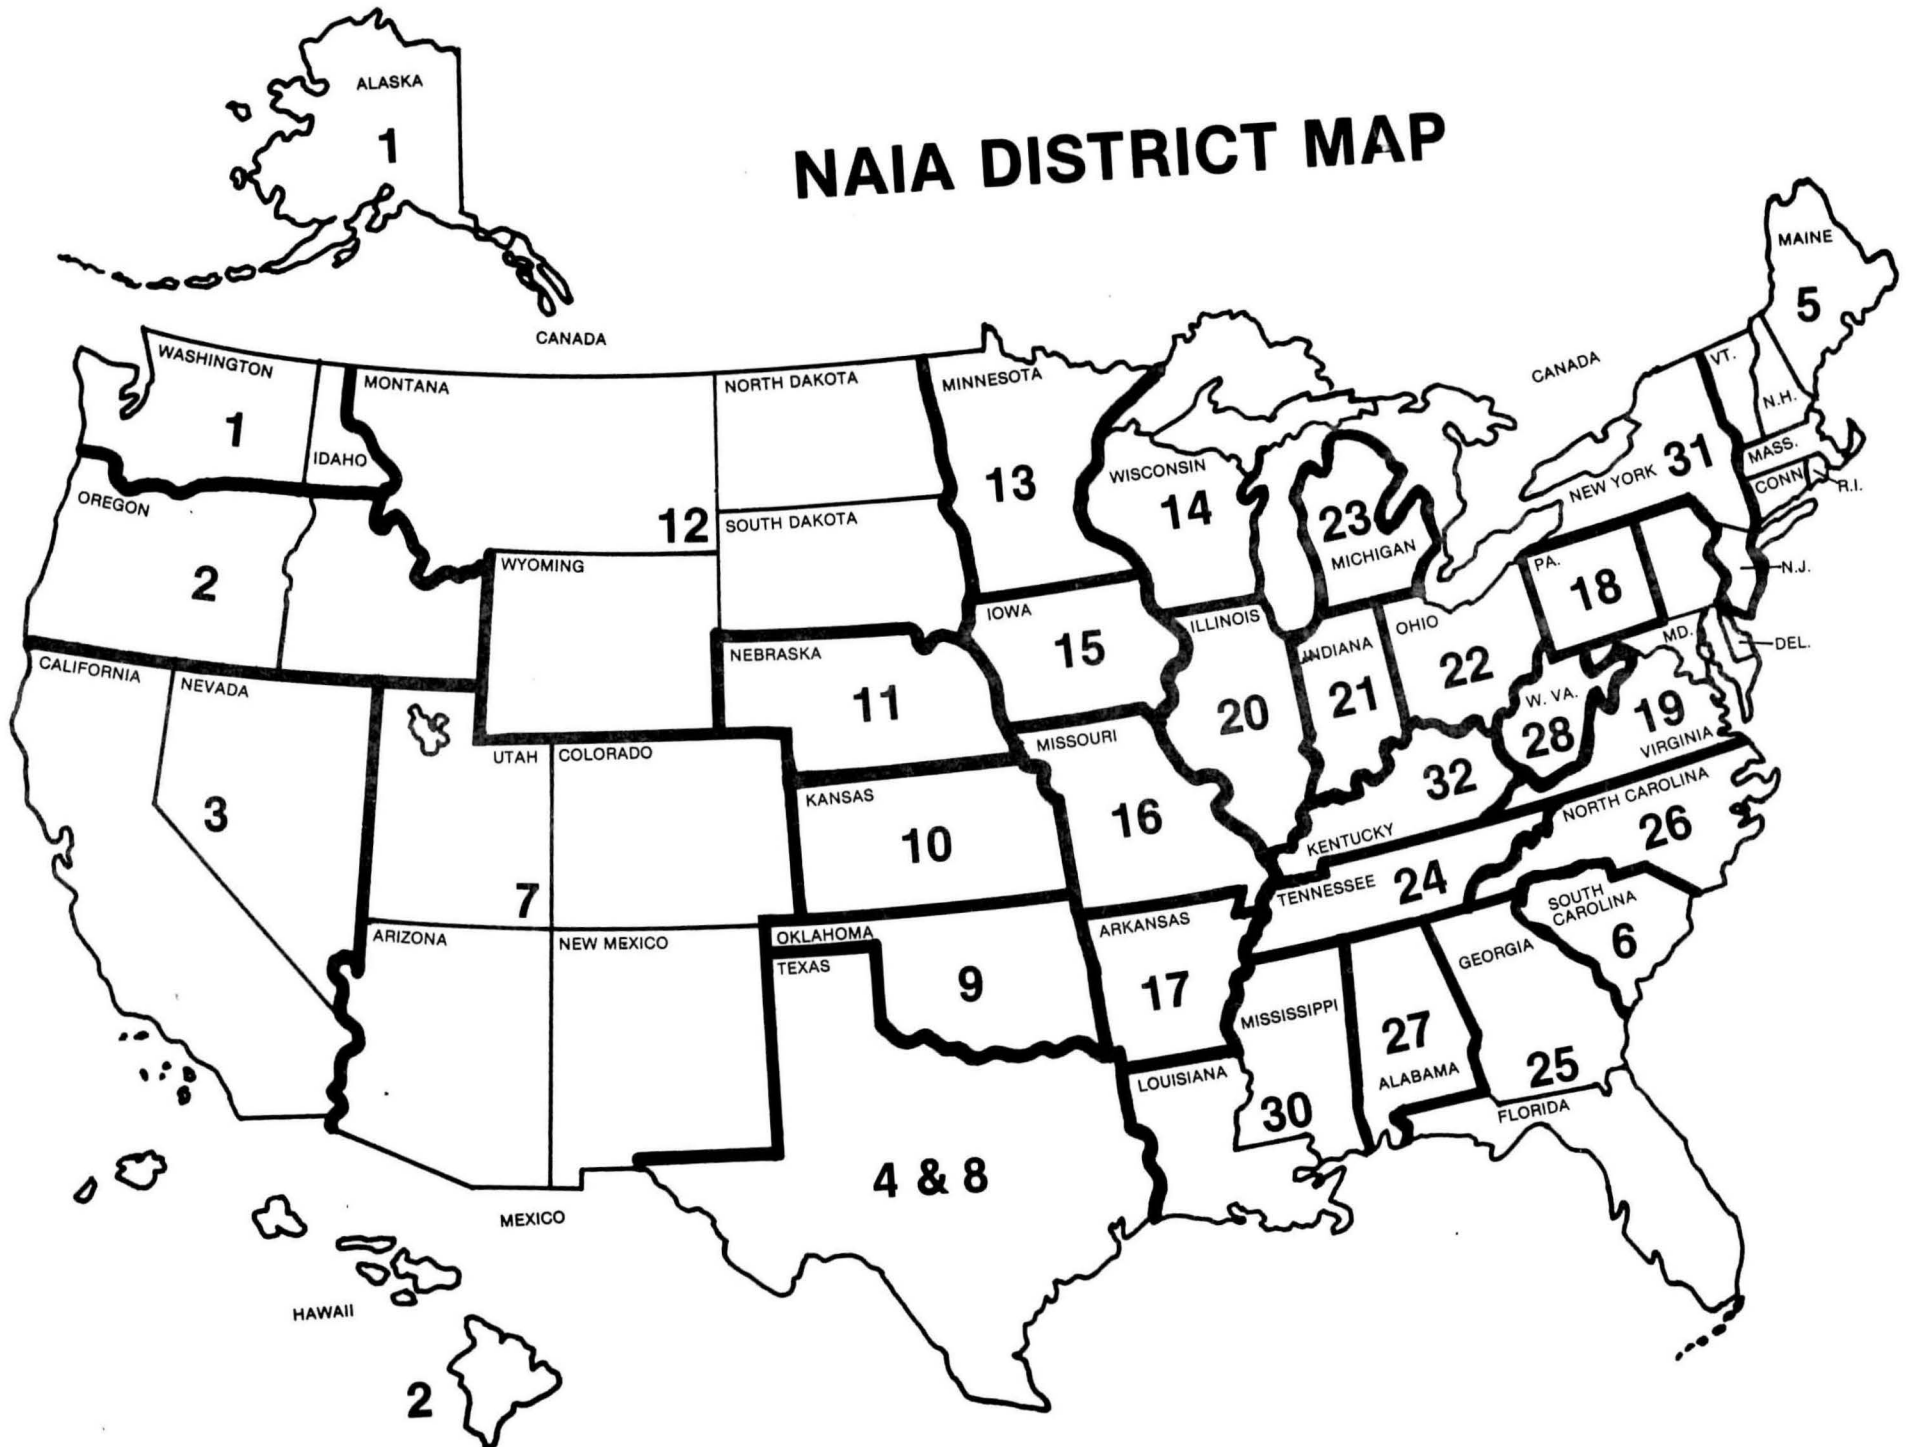 NAIA DISTRICT MAP
ALASKA
1
CANADA
WASHINGTON
1
IDAHO
MONTANA
12
NORTH DAKOTA
SOUTH DAKOTA
MINNESOTA
13
WISCONSIN
14
23
MICHIGAN
CANADA
MAINE
5
VT.
N.H.
MASS.
CONN
R.I.
NEW YORK
31
OREGON
2
WYOMING
IOWA
15
ILLINOIS
20
INDIANA
21
OHIO
22
PA.
18
N.J.
MD.
DEL.
CALIFORNIA
NEVADA
3
UTAH
7
COLORADO
NEBRASKA
11
KANSAS
10
MISSOURI
16
KENTUCKY
32
W. VA.
28
19
VIRGINIA
NORTH CAROLINA
26
TENNESSEE
24
ARIZONA
NEW MEXICO
OKLAHOMA
9
TEXAS
4 & 8
ARKANSAS
17
LOUISIANA
MISSISSIPPI
30
27
ALABAMA
GEORGIA
25
SOUTH
CAROLINA
6
FLORIDA
MEXICO
HAWAII
2